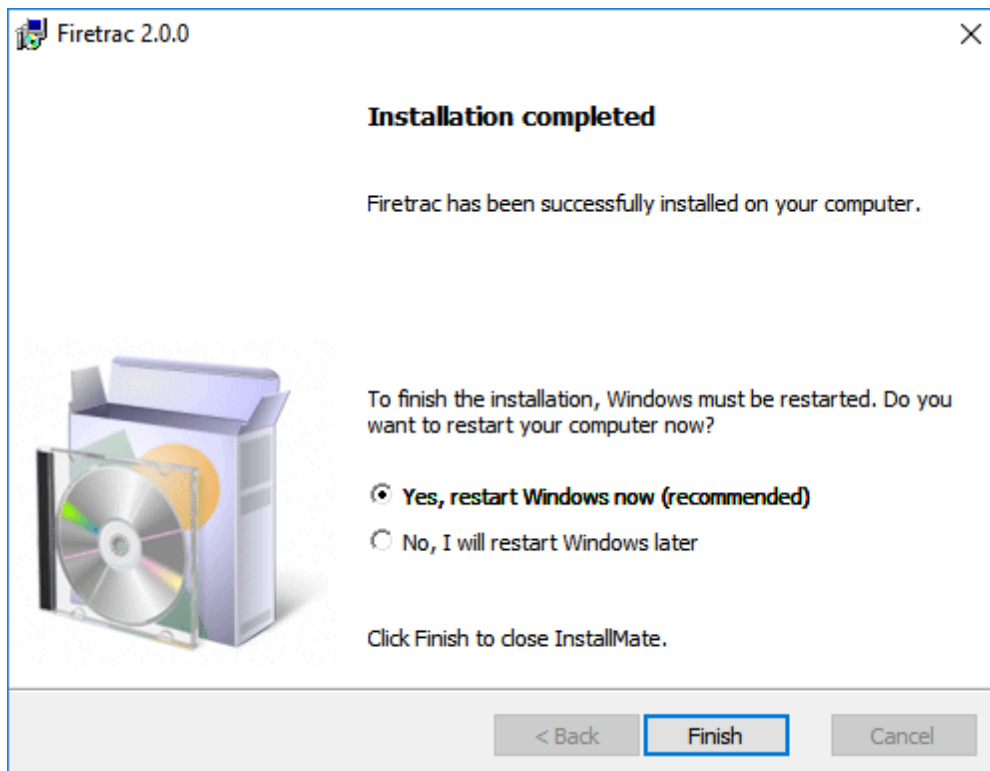 Firetrac 2.0.0
Installation completed
Firetrac has been successfully installed on your computer.
To finish the installation, Windows must be restarted. Do you
want to restart your computer now?
Yes, restart Windows now (recommended)
No, I will restart Windows later
Click Finish to close InstallMate.
< Back
Finish
Cancel